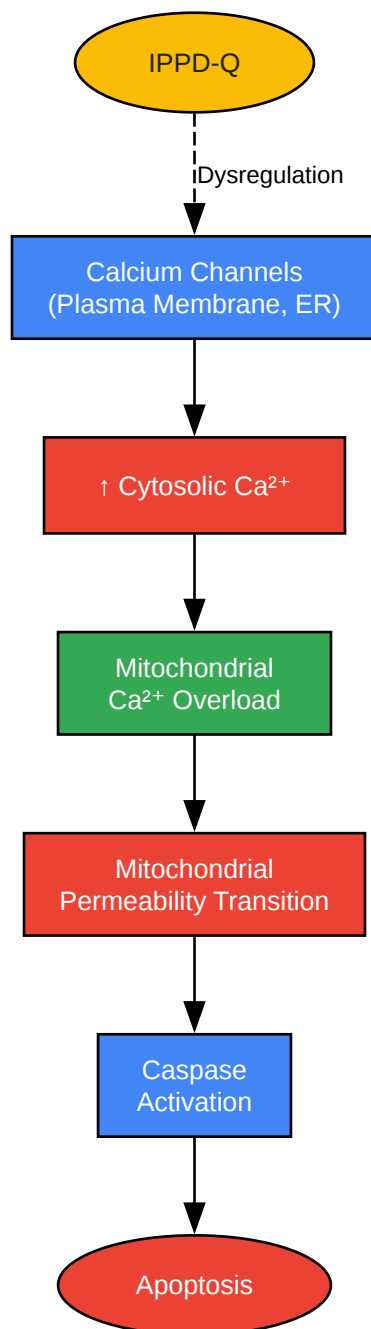 IPPD-Q
Dysregulation
Calcium Channels
(Plasma Membrane, ER)
↑ Cytosolic Ca²⁺
Mitochondrial
Ca²⁺ Overload
Mitochondrial
Permeability Transition
Caspase
Activation
Apoptosis